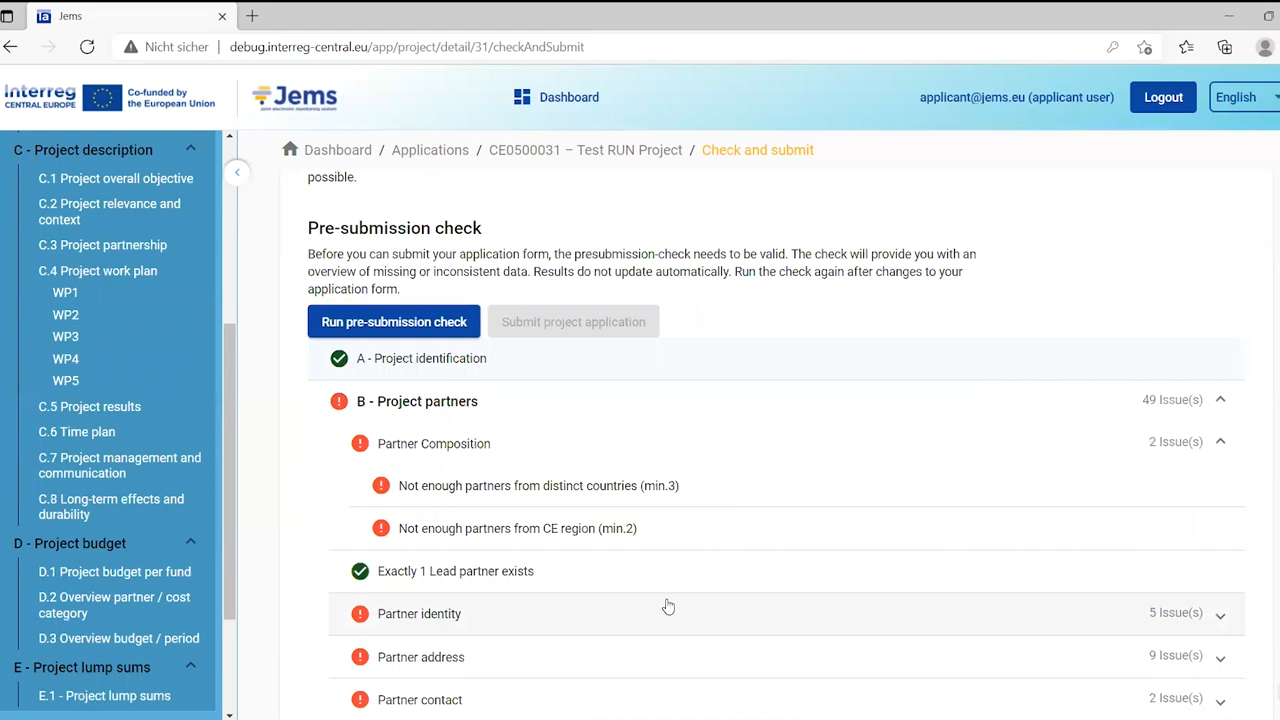 Jems
Nicht sicher
debug.interreg-central.eu/app/project/detail/31/checkAndSubmit
Interreg
CENTRAL EUROPE
Co-funded by
the European Union
Jems
Joint electronic monitoring system
Dashboard
applicant@jems.eu (applicant user)
Logout
English
C - Project description
C.1 Project overall objective
C.2 Project relevance and
context
C.3 Project partnership
C.4 Project work plan
WP1
WP2
WP3
WP4
WP5
C.5 Project results
C.6 Time plan
C.7 Project management and
communication
C.8 Long-term effects and
durability
D - Project budget
D.1 Project budget per fund
D.2 Overview partner / cost
category
D.3 Overview budget / period
E - Project lump sums
E.1 - Project lump sums
Dashboard / Applications / CE0500031 – Test RUN Project / Check and submit
possible.
Pre-submission check
Before you can submit your application form, the presubmission-check needs to be valid. The check will provide you with an
overview of missing or inconsistent data. Results do not update automatically. Run the check again after changes to your
application form.
Run pre-submission check
Submit project application
A - Project identification
B - Project partners 49 Issue(s)
Partner Composition 2 Issue(s)
Not enough partners from distinct countries (min.3)
Not enough partners from CE region (min.2)
Exactly 1 Lead partner exists
Partner identity 5 Issue(s)
Partner address 9 Issue(s)
Partner contact 2 Issue(s)